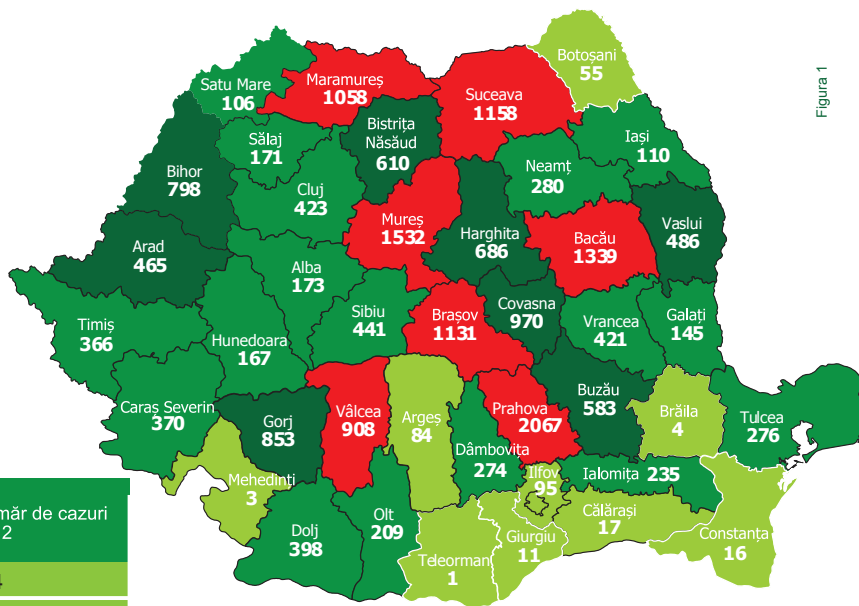 Botoșani
55
Satu Mare
106
Maramureș
1058
Suceava
1158
Figura 1
Bistrița
Năsăud
610
Iași
110
Sălaj
171
Neamț
280
Bihor
798
Cluj
423
Mureș
1532
Harghita
686
Bacău
1339
Vaslui
486
Arad
465
Alba
173
Covasna
970
Sibiu
441
Brașov
1131
Vrancea
421
Galați
145
Timiș
366
Hunedoara
167
Caraș Severin
370
Gorj
853
Vâlcea
908
Argeș
84
Prahova
2067
Buzău
583
Brăila
4
Tulcea
276
Dâmbovița
274
Mehedinți
3
Ilfov
95
Ialomița 235
Călărași
17
Dolj
398
Olt
209
Teleorman
1
Giurgiu
11
Constanța
16
măr de cazuri
2